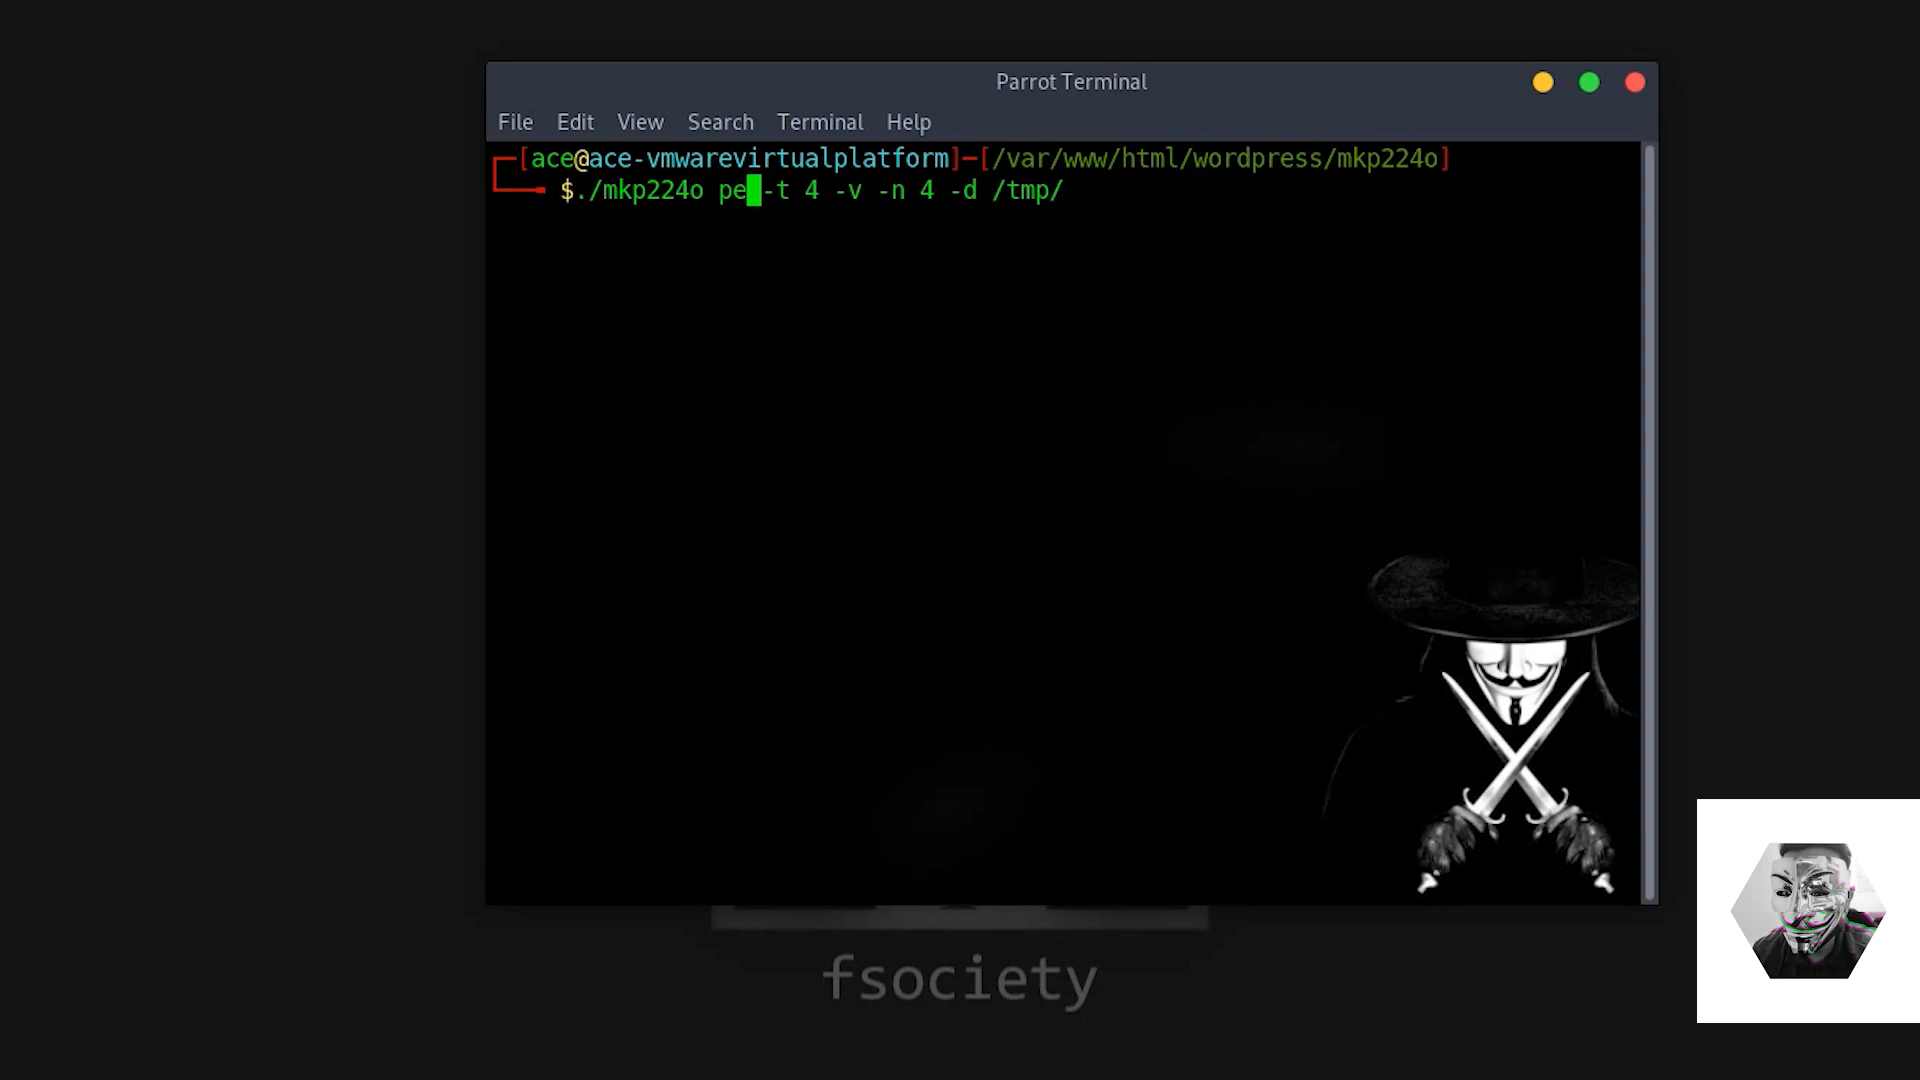 Parrot Terminal
File Edit View Search Terminal Help
[ace@ace-vmwarevirtualplatform]-[/var/www/html/wordpress/mkp224o]
$./mkp224o pe -t 4 -v -n 4 -d /tmp/
fsociety